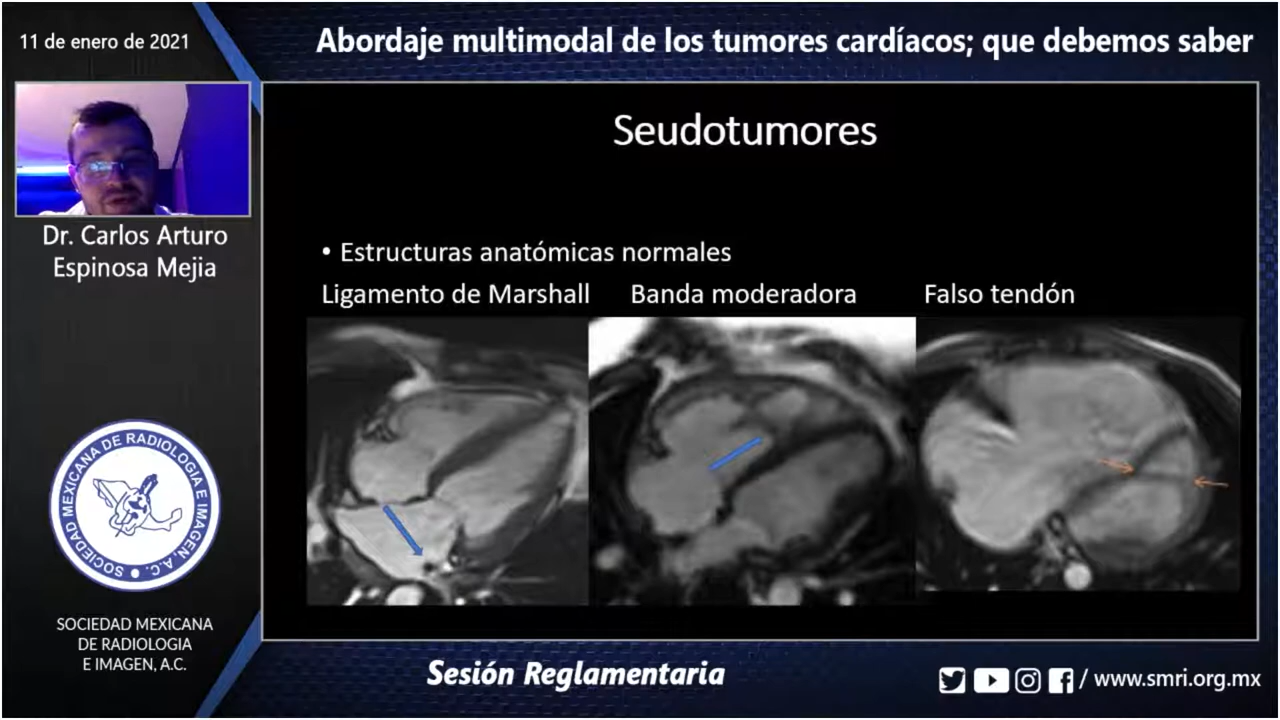 11 de enero de 2021
Abordaje multimodal de los tumores cardíacos; que debemos saber
Dr. Carlos Arturo
Espinosa Mejia
Seudotumores
• Estructuras anatómicas normales
Ligamento de Marshall
Banda moderadora
Falso tendón
SOCIEDAD MEXICANA DE RADIOLOGIA E IMAGEN, A.C.
SOCIEDAD MEXICANA
DE RADIOLOGIA
E IMAGEN, A.C.
Sesión Reglamentaria
/ www.smri.org.mx